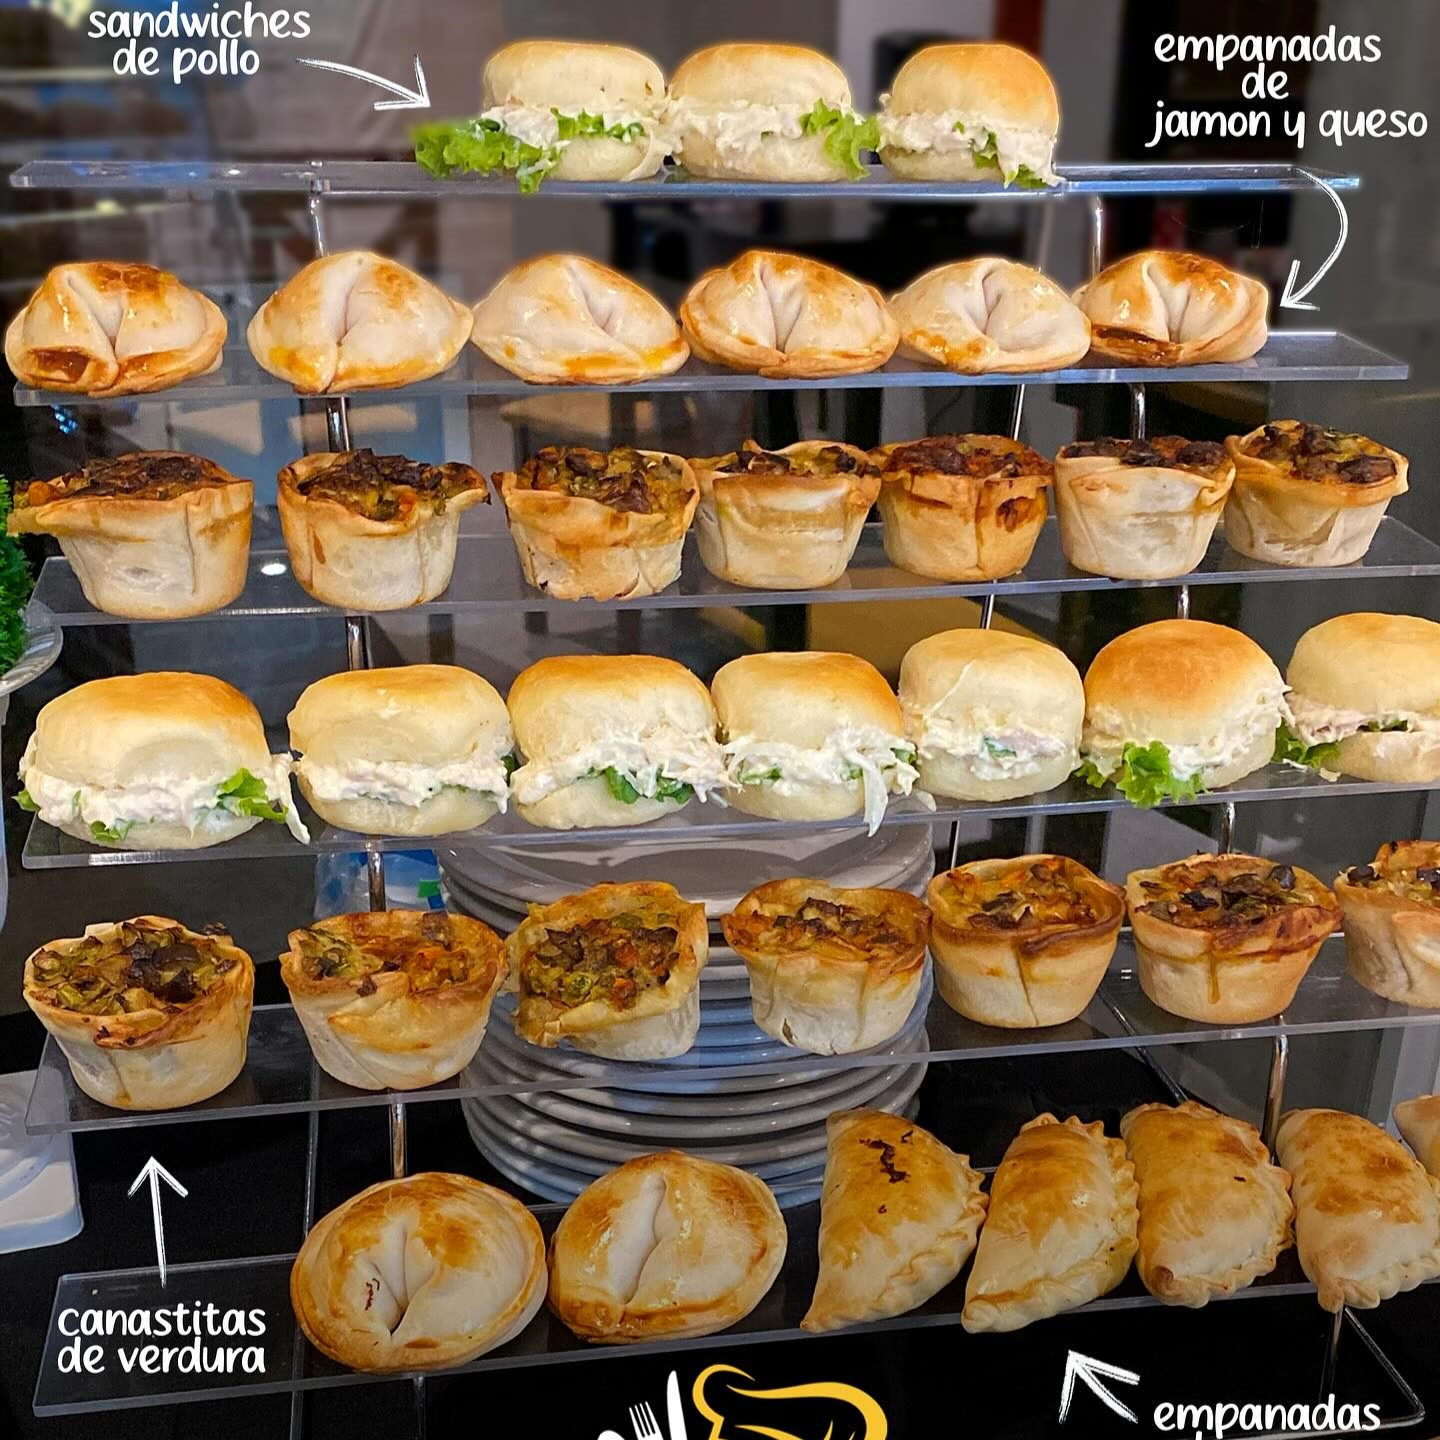 sandwiches
de pollo
empanadas
de
jamon y queso
canastitas
de verdura
empanadas